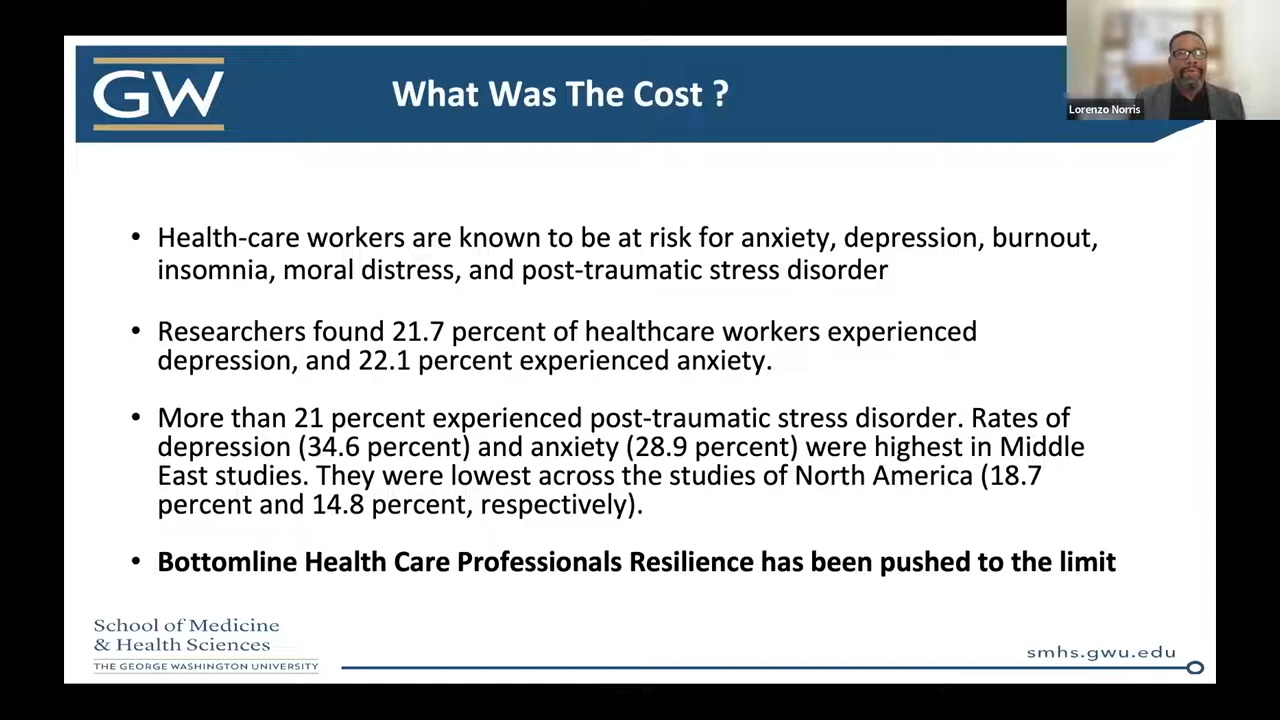 GW
What Was The Cost ?
Lorenzo Norris
• Health-care workers are known to be at risk for anxiety, depression, burnout,
insomnia, moral distress, and post-traumatic stress disorder
• Researchers found 21.7 percent of healthcare workers experienced
depression, and 22.1 percent experienced anxiety.
• More than 21 percent experienced post-traumatic stress disorder. Rates of
depression (34.6 percent) and anxiety (28.9 percent) were highest in Middle
East studies. They were lowest across the studies of North America (18.7
percent and 14.8 percent, respectively).
• Bottomline Health Care Professionals Resilience has been pushed to the limit
School of Medicine
& Health Sciences
THE GEORGE WASHINGTON UNIVERSITY
smhs.gwu.edu